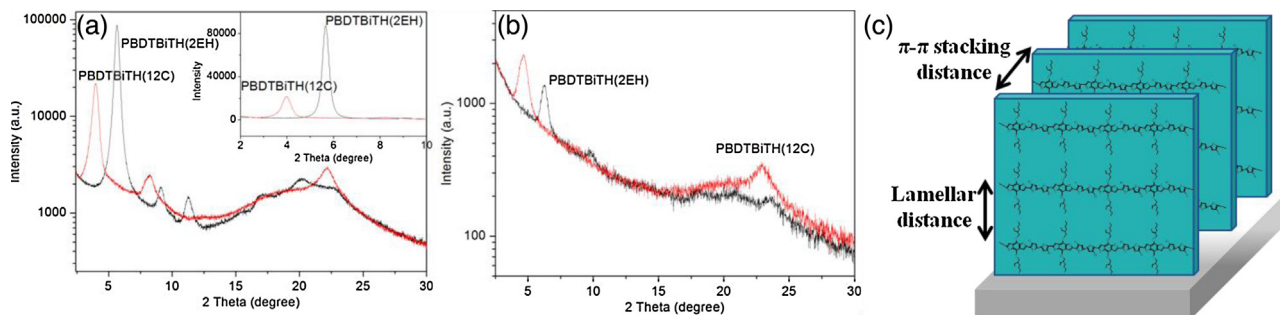 (a)
PBDTBiTH(2EH)
PBDTBiTH(12C)
100000
10000
1000
Intensity (a.u.)
5
10
15
20
25
30
2 Theta (degree)
PBDTBiTH(2EH)
PBDTBiTH(12C)
80000
40000
0
Intensity
2
4
6
8
10
2 Theta (degree)
(b)
PBDTBiTH(2EH)
PBDTBiTH(12C)
1000
100
Intensity (a.u.)
5
10
15
20
25
30
2 Theta (degree)
(c)
π-π stacking
distance
Lamellar
distance